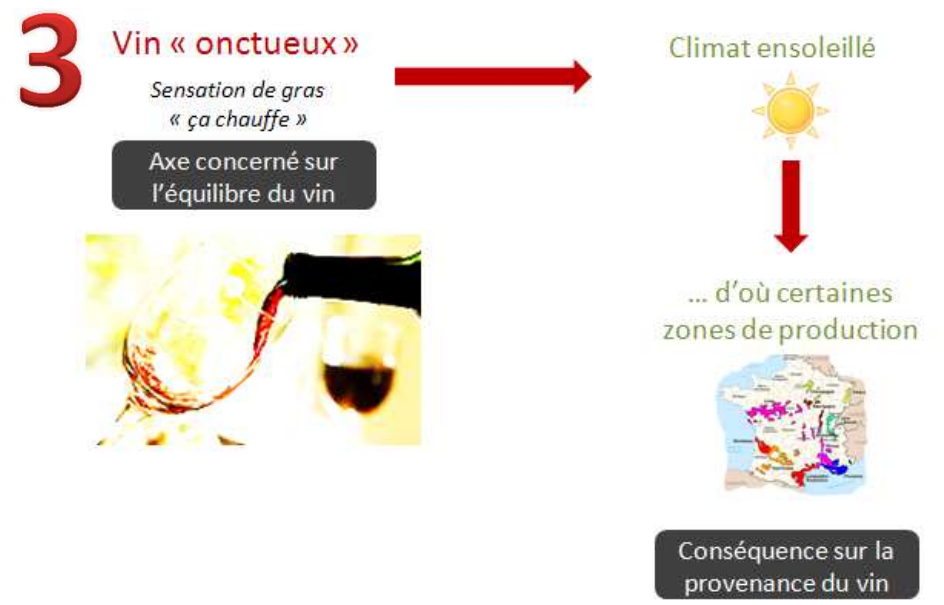 3
Vin « onctueux »
Sensation de gras
« ça chauffe »
Axe concerné sur
l'équilibre du vin
Climat ensoleillé
... d'où certaines
zones de production
Conséquence sur la
provenance du vin